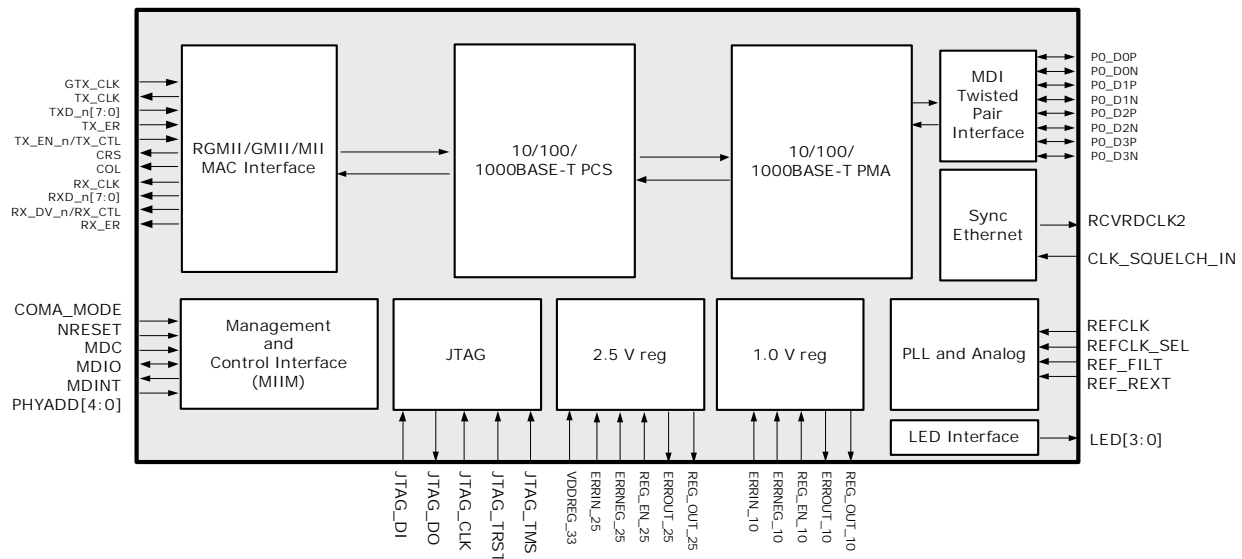 GTX_CLK
TX_CLK
TXD_n[7:0]
TX_ER
TX_EN_n/TX_CTL
CRS
COL
RX_CLK
RXD_n[7:0]
RX_DV_n/RX_CTL
RX_ER
RGMII/GMII/MII
MAC Interface
10/100/
1000BASE-T PCS
10/100/
1000BASE-T PMA
MDI
Twisted
Pair
Interface
P0_D0P
P0_D0N
P0_D1P
P0_D1N
P0_D2P
P0_D2N
P0_D3P
P0_D3N
Sync
Ethernet
RCVRDCLK2
CLK_SQUELCH_IN
COMA_MODE
NRESET
MDC
MDIO
MDINT
PHYADD[4:0]
Management
and
Control Interface
(MIIM)
JTAG
2.5 V reg
1.0 V reg
PLL and Analog
REFCLK
REFCLK_SEL
REF_FILT
REF_REXT
LED Interface
LED[3:0]
JTAG_DI
JTAG_DO
JTAG_CLK
JTAG_TRST
JTAG_TMS
VDDREG_33
ERRIN_25
ERRNEG_25
REG_EN_25
ERROUT_25
REG_OUT_25
ERRIN_10
ERRNEG_10
REG_EN_10
ERROUT_10
REG_OUT_10